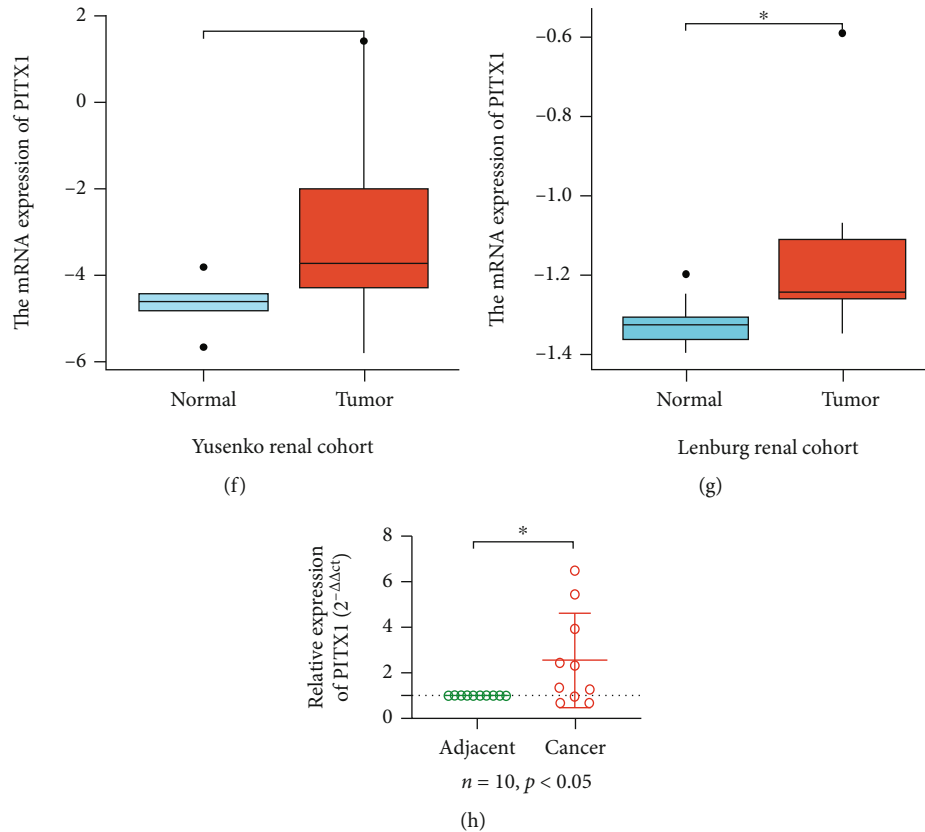 The mRNA expression of PITX1
2
0
−2
−4
−6
Normal
Tumor
Yusenko renal cohort
(f)
The mRNA expression of PITX1
*
−0.6
−0.8
−1.0
−1.2
−1.4
Normal
Tumor
Lenburg renal cohort
(g)
Relative expression
of PITX1 (2^−ΔΔct)
*
8
6
4
2
0
Adjacent
Cancer
n = 10, p < 0.05
(h)